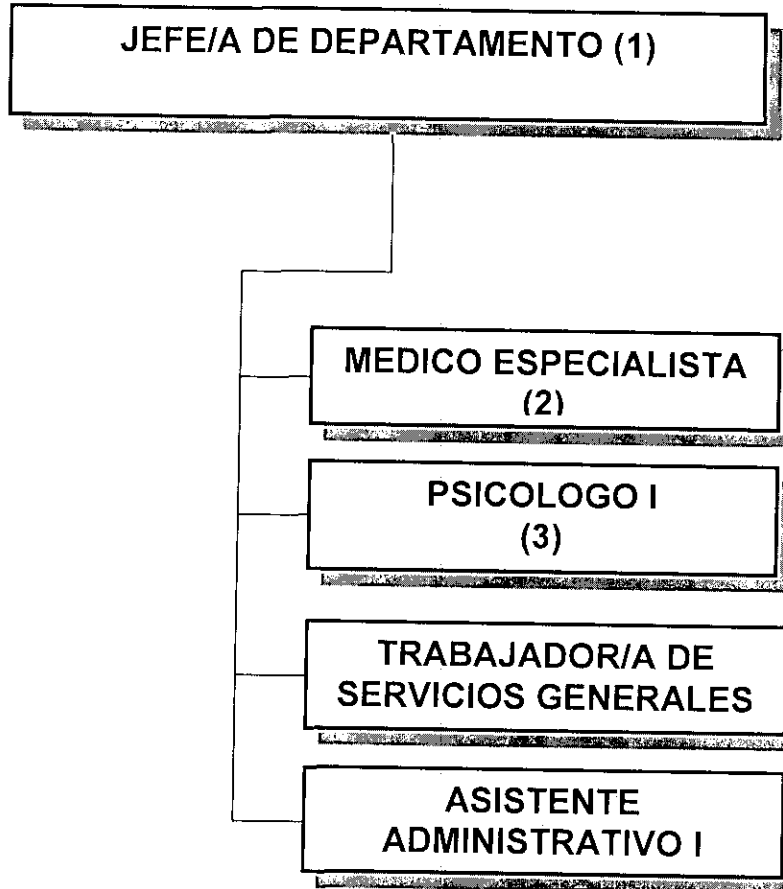 JEFE/A DE DEPARTAMENTO (1)
MEDICO ESPECIALISTA
(2)
PSICOLOGO I
(3)
TRABAJADOR/A DE
SERVICIOS GENERALES
ASISTENTE
ADMINISTRATIVO I